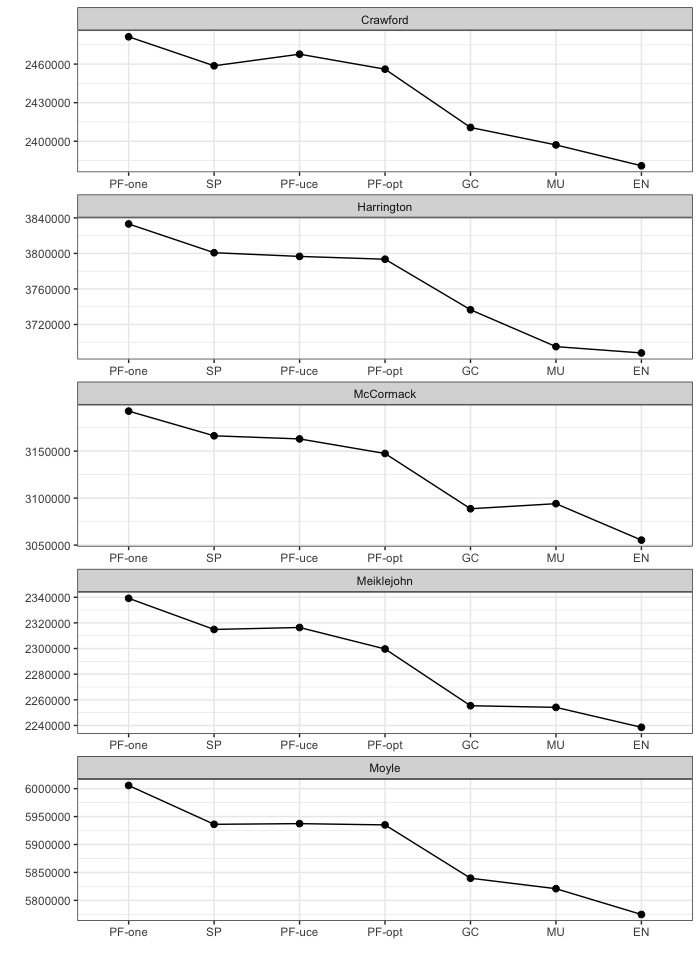 Crawford
2460000
2430000
2400000
PF-one SP PF-uce PF-opt GC MU EN
Harrington
3840000
3800000
3760000
3720000
PF-one SP PF-uce PF-opt GC MU EN
McCormack
3150000
3100000
3050000
PF-one SP PF-uce PF-opt GC MU EN
Meiklejohn
2340000
2320000
2300000
2280000
2260000
2240000
PF-one SP PF-uce PF-opt GC MU EN
Moyle
6000000
5950000
5900000
5850000
5800000
PF-one SP PF-uce PF-opt GC MU EN